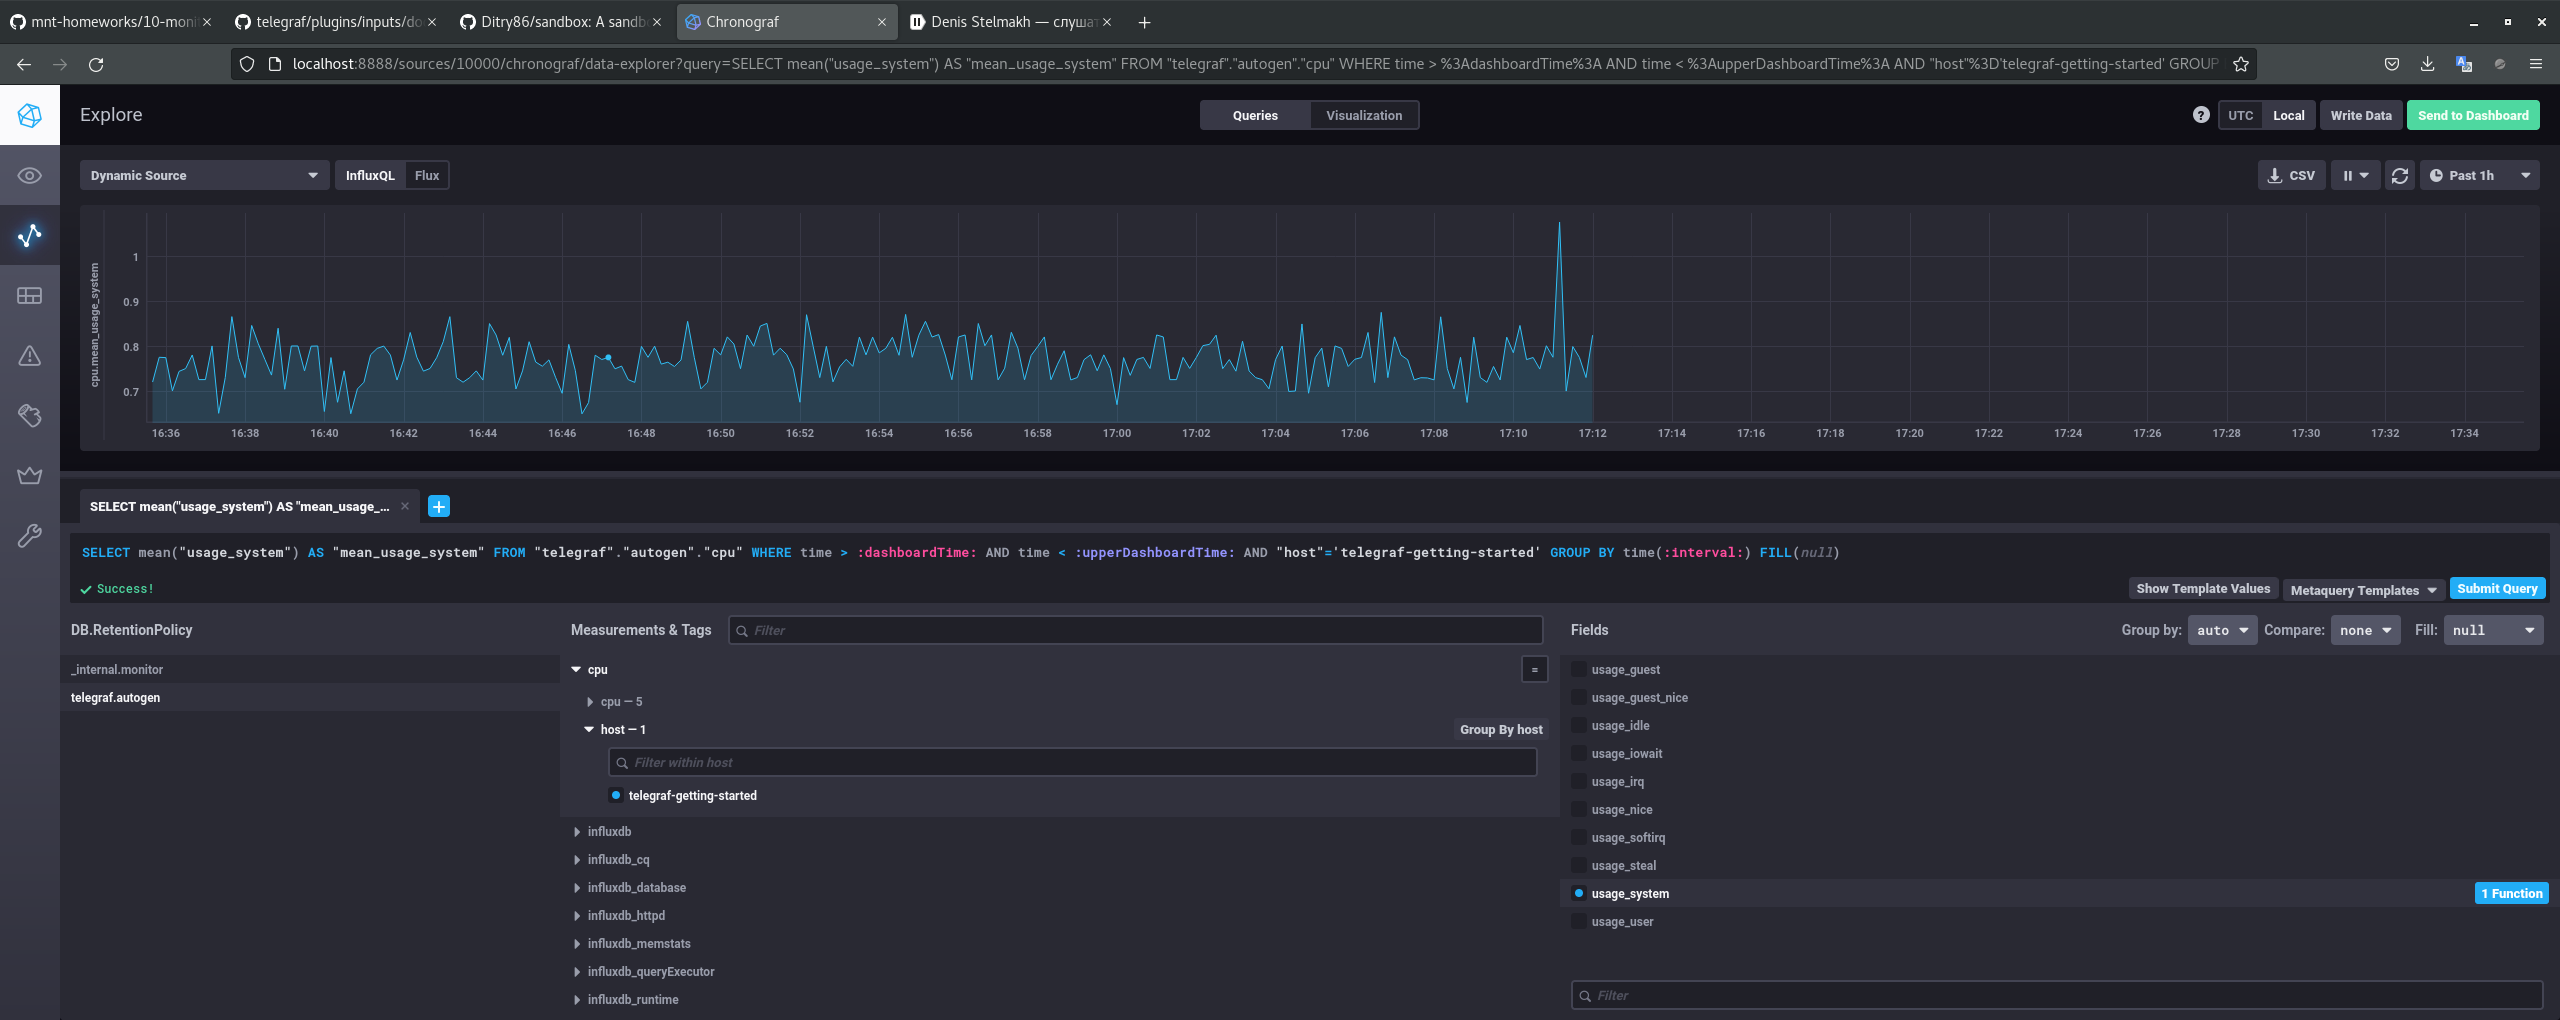 mnt-homeworks/10-moni
telegraf/plugins/inputs/do
Ditry86/sandbox: A sandb
Chronograf
Denis Stelmakh — слушат
localhost:8888/sources/10000/chronograf/data-explorer?query=SELECT mean("usage_system") AS "mean_usage_system" FROM "telegraf"."autogen"."cpu" WHERE time > %3AdashboardTime%3A AND time < %3AupperDashboardTime%3A AND "host"%3D'telegraf-getting-started' GROUP
Explore
Queries
Visualization
?
UTC
Local
Write Data
Send to Dashboard
Dynamic Source
InfluxQL
Flux
CSV
Past 1h
cpu.mean_usage_system
1
0.9
0.8
0.7
16:36 16:38 16:40 16:42 16:44 16:46 16:48 16:50 16:52 16:54 16:56 16:58 17:00 17:02 17:04 17:06 17:08 17:10 17:12 17:14 17:16 17:18 17:20 17:22 17:24 17:26 17:28 17:30 17:32 17:34
SELECT mean("usage_system") AS "mean_usage_...
SELECT mean("usage_system") AS "mean_usage_system" FROM "telegraf"."autogen"."cpu" WHERE time > :dashboardTime: AND time < :upperDashboardTime: AND "host"='telegraf-getting-started' GROUP BY time(:interval:) FILL(null)
Success!
Show Template Values
Metaquery Templates
Submit Query
DB.RetentionPolicy
_internal.monitor
telegraf.autogen
Measurements & Tags
Filter
cpu
=
cpu — 5
host — 1
Group By host
Filter within host
telegraf-getting-started
influxdb
influxdb_cq
influxdb_database
influxdb_httpd
influxdb_memstats
influxdb_queryExecutor
influxdb_runtime
Fields
Group by: auto
Compare: none
Fill: null
usage_guest
usage_guest_nice
usage_idle
usage_iowait
usage_irq
usage_nice
usage_softirq
usage_steal
usage_system
1 Function
usage_user
Filter